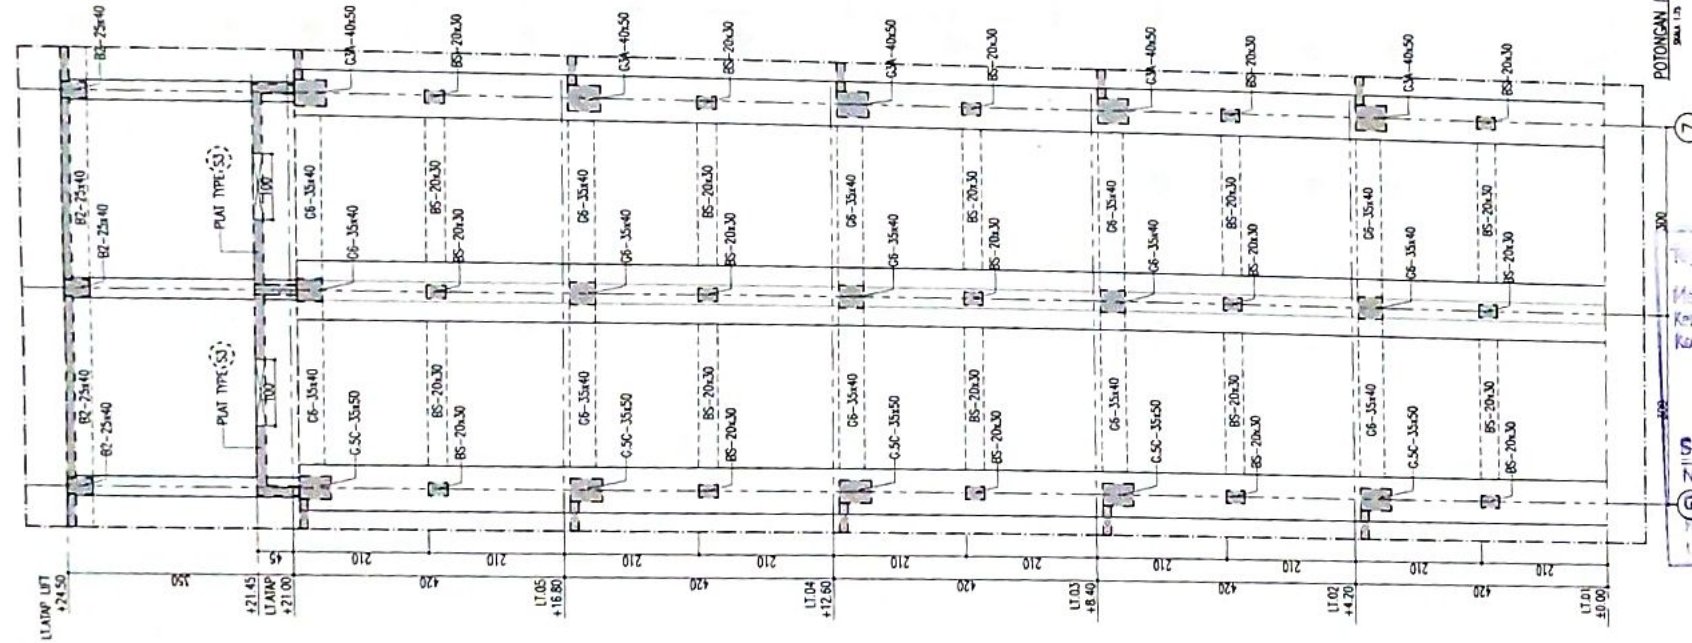 LT.ATAP LIFT
+24.50
B2-25x40
B2-25x40
B2-25x40
B2-25x40
B2-25x40
350
+21.45
PLAT TYPE S3
PLAT TYPE S3
100
100
45
LT.ATAP
+21.00
G6-35x40
G6-35x40
G.5C-35x50
G6-35x40
G3A-40x50
210
BS-20x30
BS-20x30
BS-20x30
BS-20x30
BS-20x30
420
210
LT.05
+16.80
G6-35x40
G6-35x40
G.5C-35x50
G6-35x40
G3A-40x50
210
BS-20x30
BS-20x30
BS-20x30
BS-20x30
BS-20x30
420
210
LT.04
+12.60
G6-35x40
G6-35x40
G.5C-35x50
G6-35x40
G3A-40x50
210
BS-20x30
BS-20x30
BS-20x30
BS-20x30
BS-20x30
420
210
LT.03
+8.40
G6-35x40
G6-35x40
G.5C-35x50
G6-35x40
G3A-40x50
210
BS-20x30
BS-20x30
BS-20x30
BS-20x30
BS-20x30
420
210
LT.02
+4.20
G6-35x40
G6-35x40
G.5C-35x50
G6-35x40
G3A-40x50
210
BS-20x30
BS-20x30
BS-20x30
BS-20x30
BS-20x30
420
210
LT.01
±0.00
300
6
7
POTONGAN